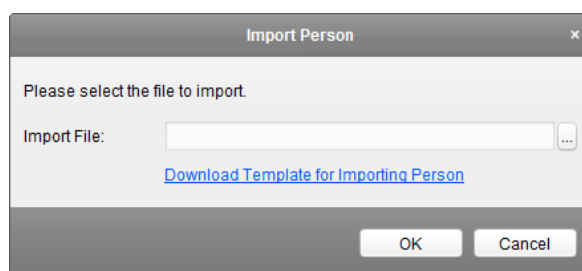 Import Person ×
Please select the file to import.
Import File: ...
Download Template for Importing Person
OK Cancel